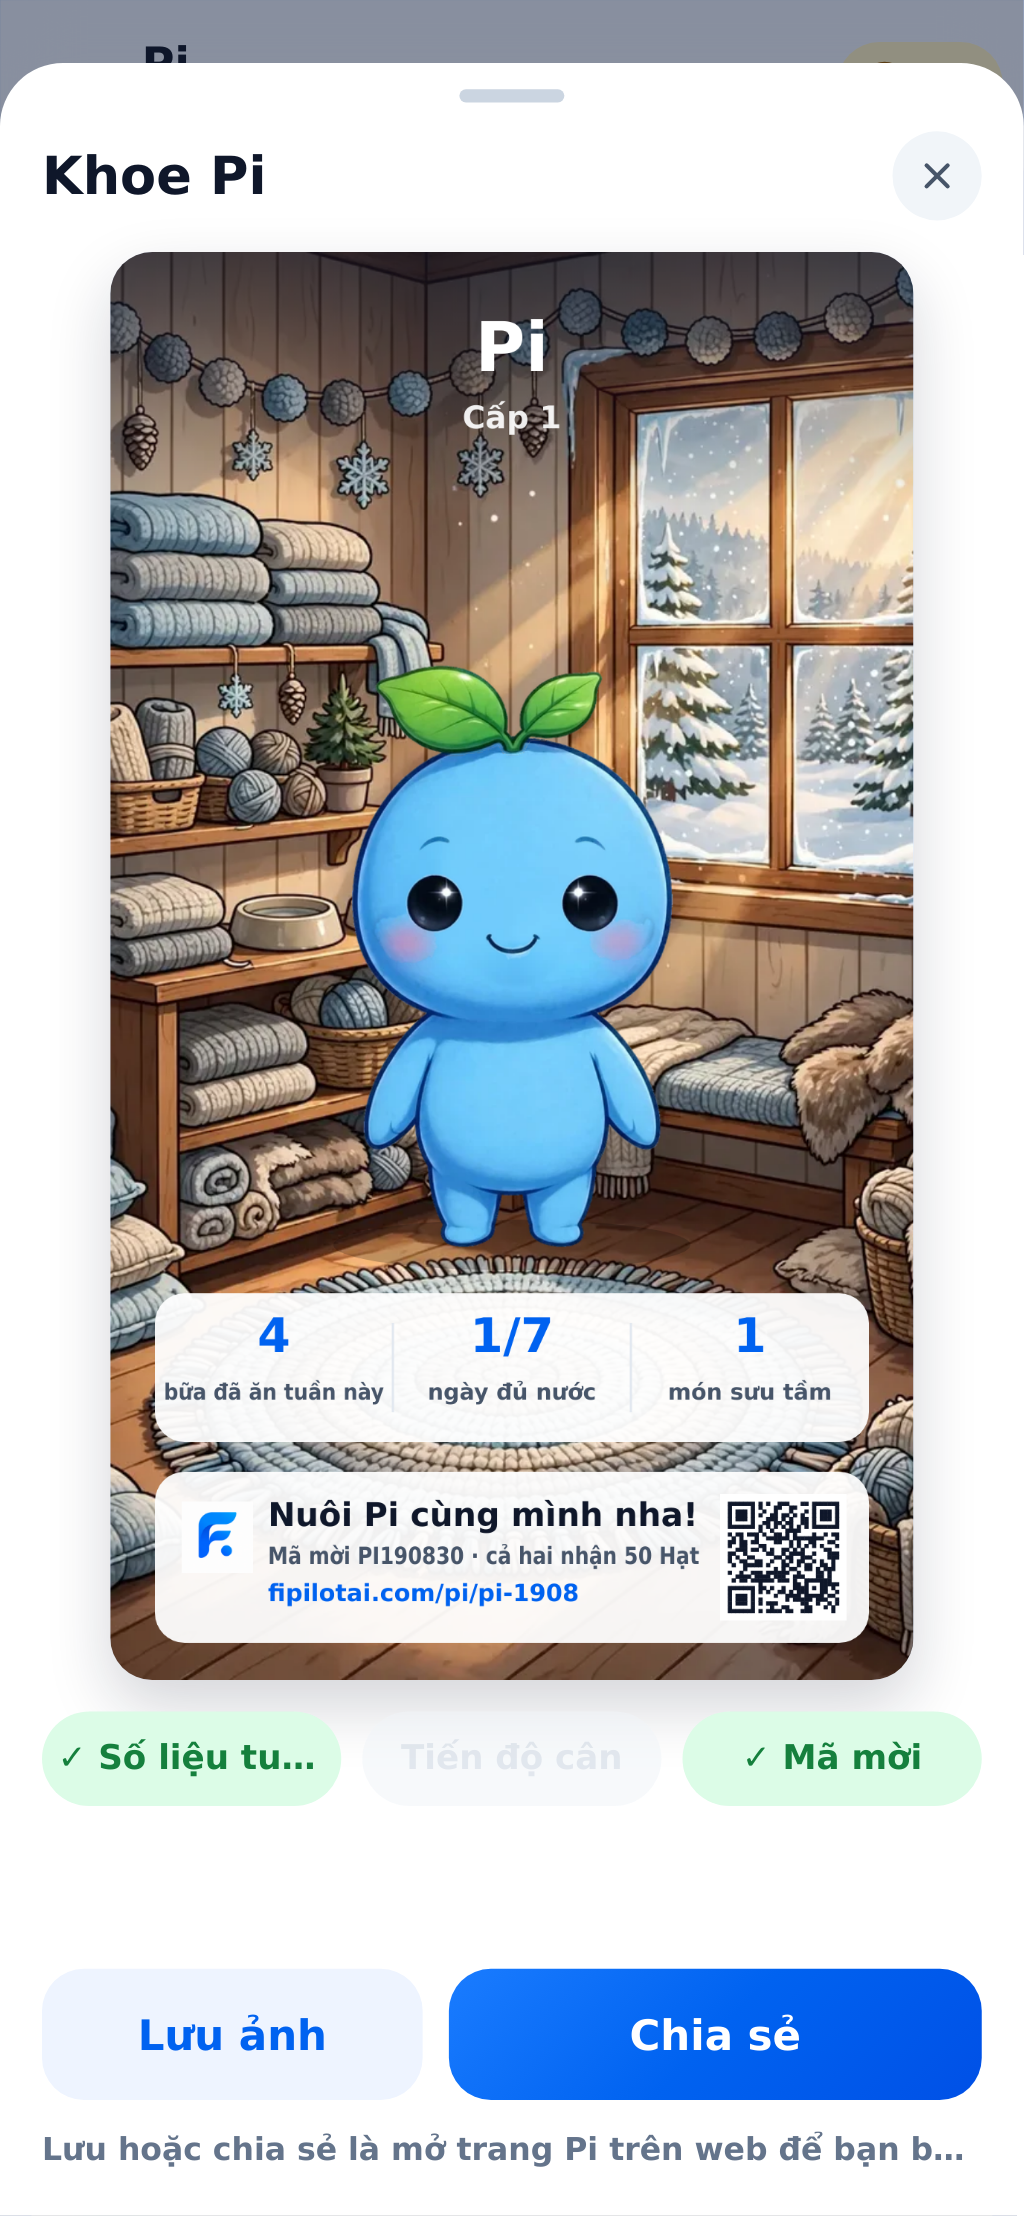 Pi
Khoe Pi
Pi
Cấp 1
4
bữa đã ăn tuần này
1/7
ngày đủ nước
1
món sưu tầm
Nuôi Pi cùng mình nha!
Mã mời PI190830 · cả hai nhận 50 Hạt
fipilotai.com/pi/pi-1908
✓ Số liệu tu...
Tiến độ cân
✓ Mã mời
Lưu ảnh
Chia sẻ
Lưu hoặc chia sẻ là mở trang Pi trên web để bạn b...